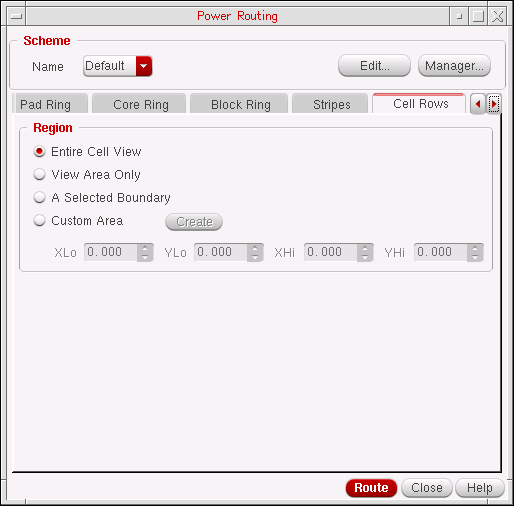 Power Routing
Scheme
Name Default Edit... Manager...
Pad Ring Core Ring Block Ring Stripes Cell Rows
Region
Entire Cell View
View Area Only
A Selected Boundary
Custom Area Create
XLo 0.000 YLo 0.000 XHi 0.000 YHi 0.000
Route Close Help